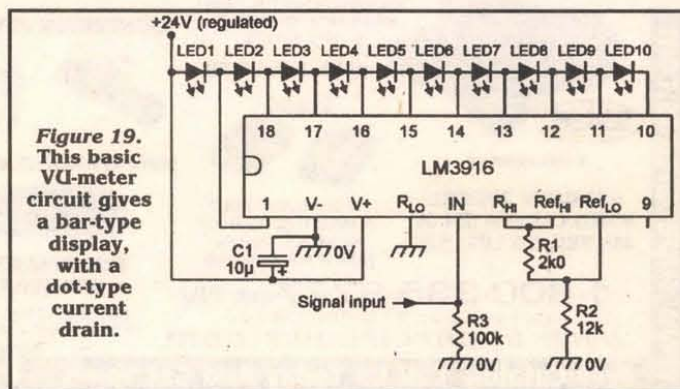 +24V (regulated)
LED1 LED2 LED3 LED4 LED5 LED6 LED7 LED8 LED9 LED10
Figure 19.
This basic
VU-meter
circuit gives
a bar-type
display,
with a
dot-type
current
drain.
18 17 16 15 14 13 12 11 10
LM3916
1 V- V+ RLO IN RHI RefHI RefLO 9
C1
10µ
+
0V
R1
2k0
Signal input
R3
100k
R2
12k
0V
0V